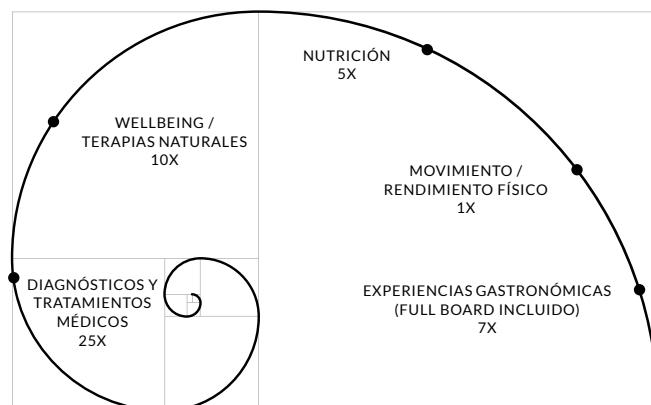 NUTRICIÓN
5X
WELLBEING /
TERAPIAS NATURALES
10X
MOVIMIENTO /
RENDIMIENTO FÍSICO
1X
DIAGNÓSTICOS Y
TRATAMIENTOS
MÉDICOS
25X
EXPERIENCIAS GASTRONÓMICAS
(FULL BOARD INCLUIDO)
7X